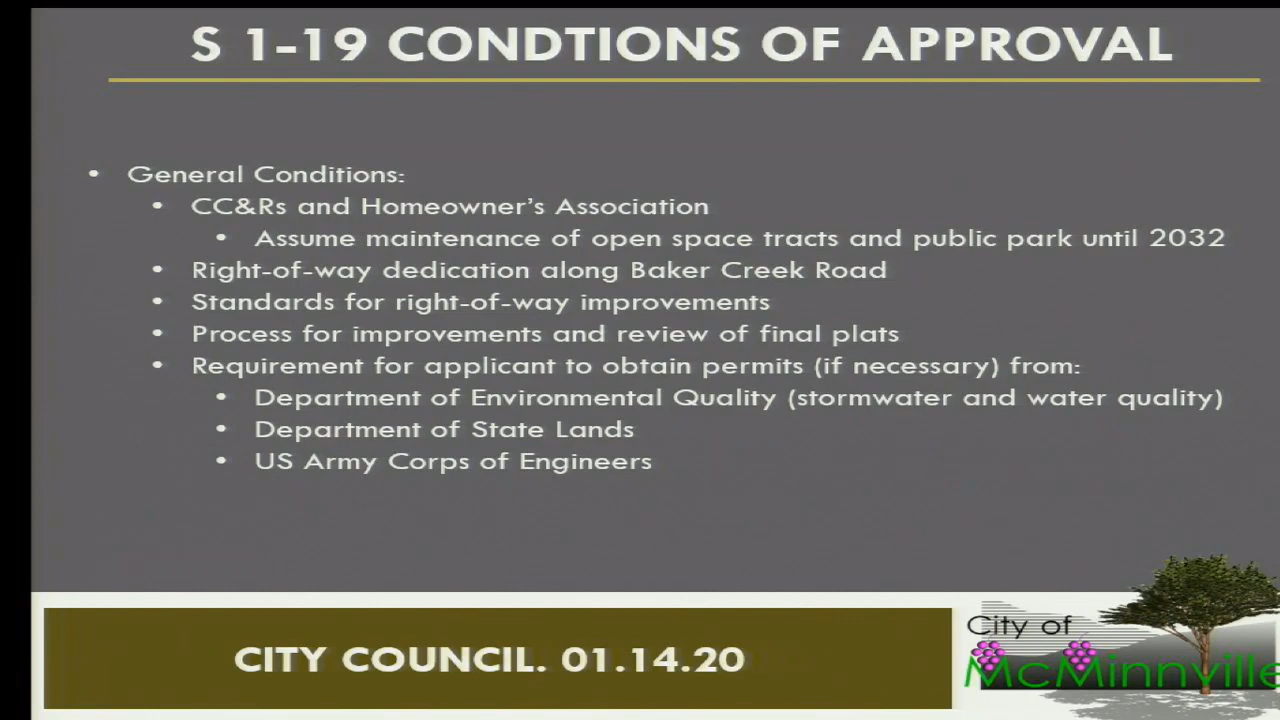 S 1-19 CONDTIONS OF APPROVAL
• General Conditions:
• CC&Rs and Homeowner's Association
• Assume maintenance of open space tracts and public park until 2032
• Right-of-way dedication along Baker Creek Road
• Standards for right-of-way improvements
• Process for improvements and review of final plats
• Requirement for applicant to obtain permits (if necessary) from:
• Department of Environmental Quality (stormwater and water quality)
• Department of State Lands
• US Army Corps of Engineers
CITY COUNCIL. 01.14.20
City of
McMinnville